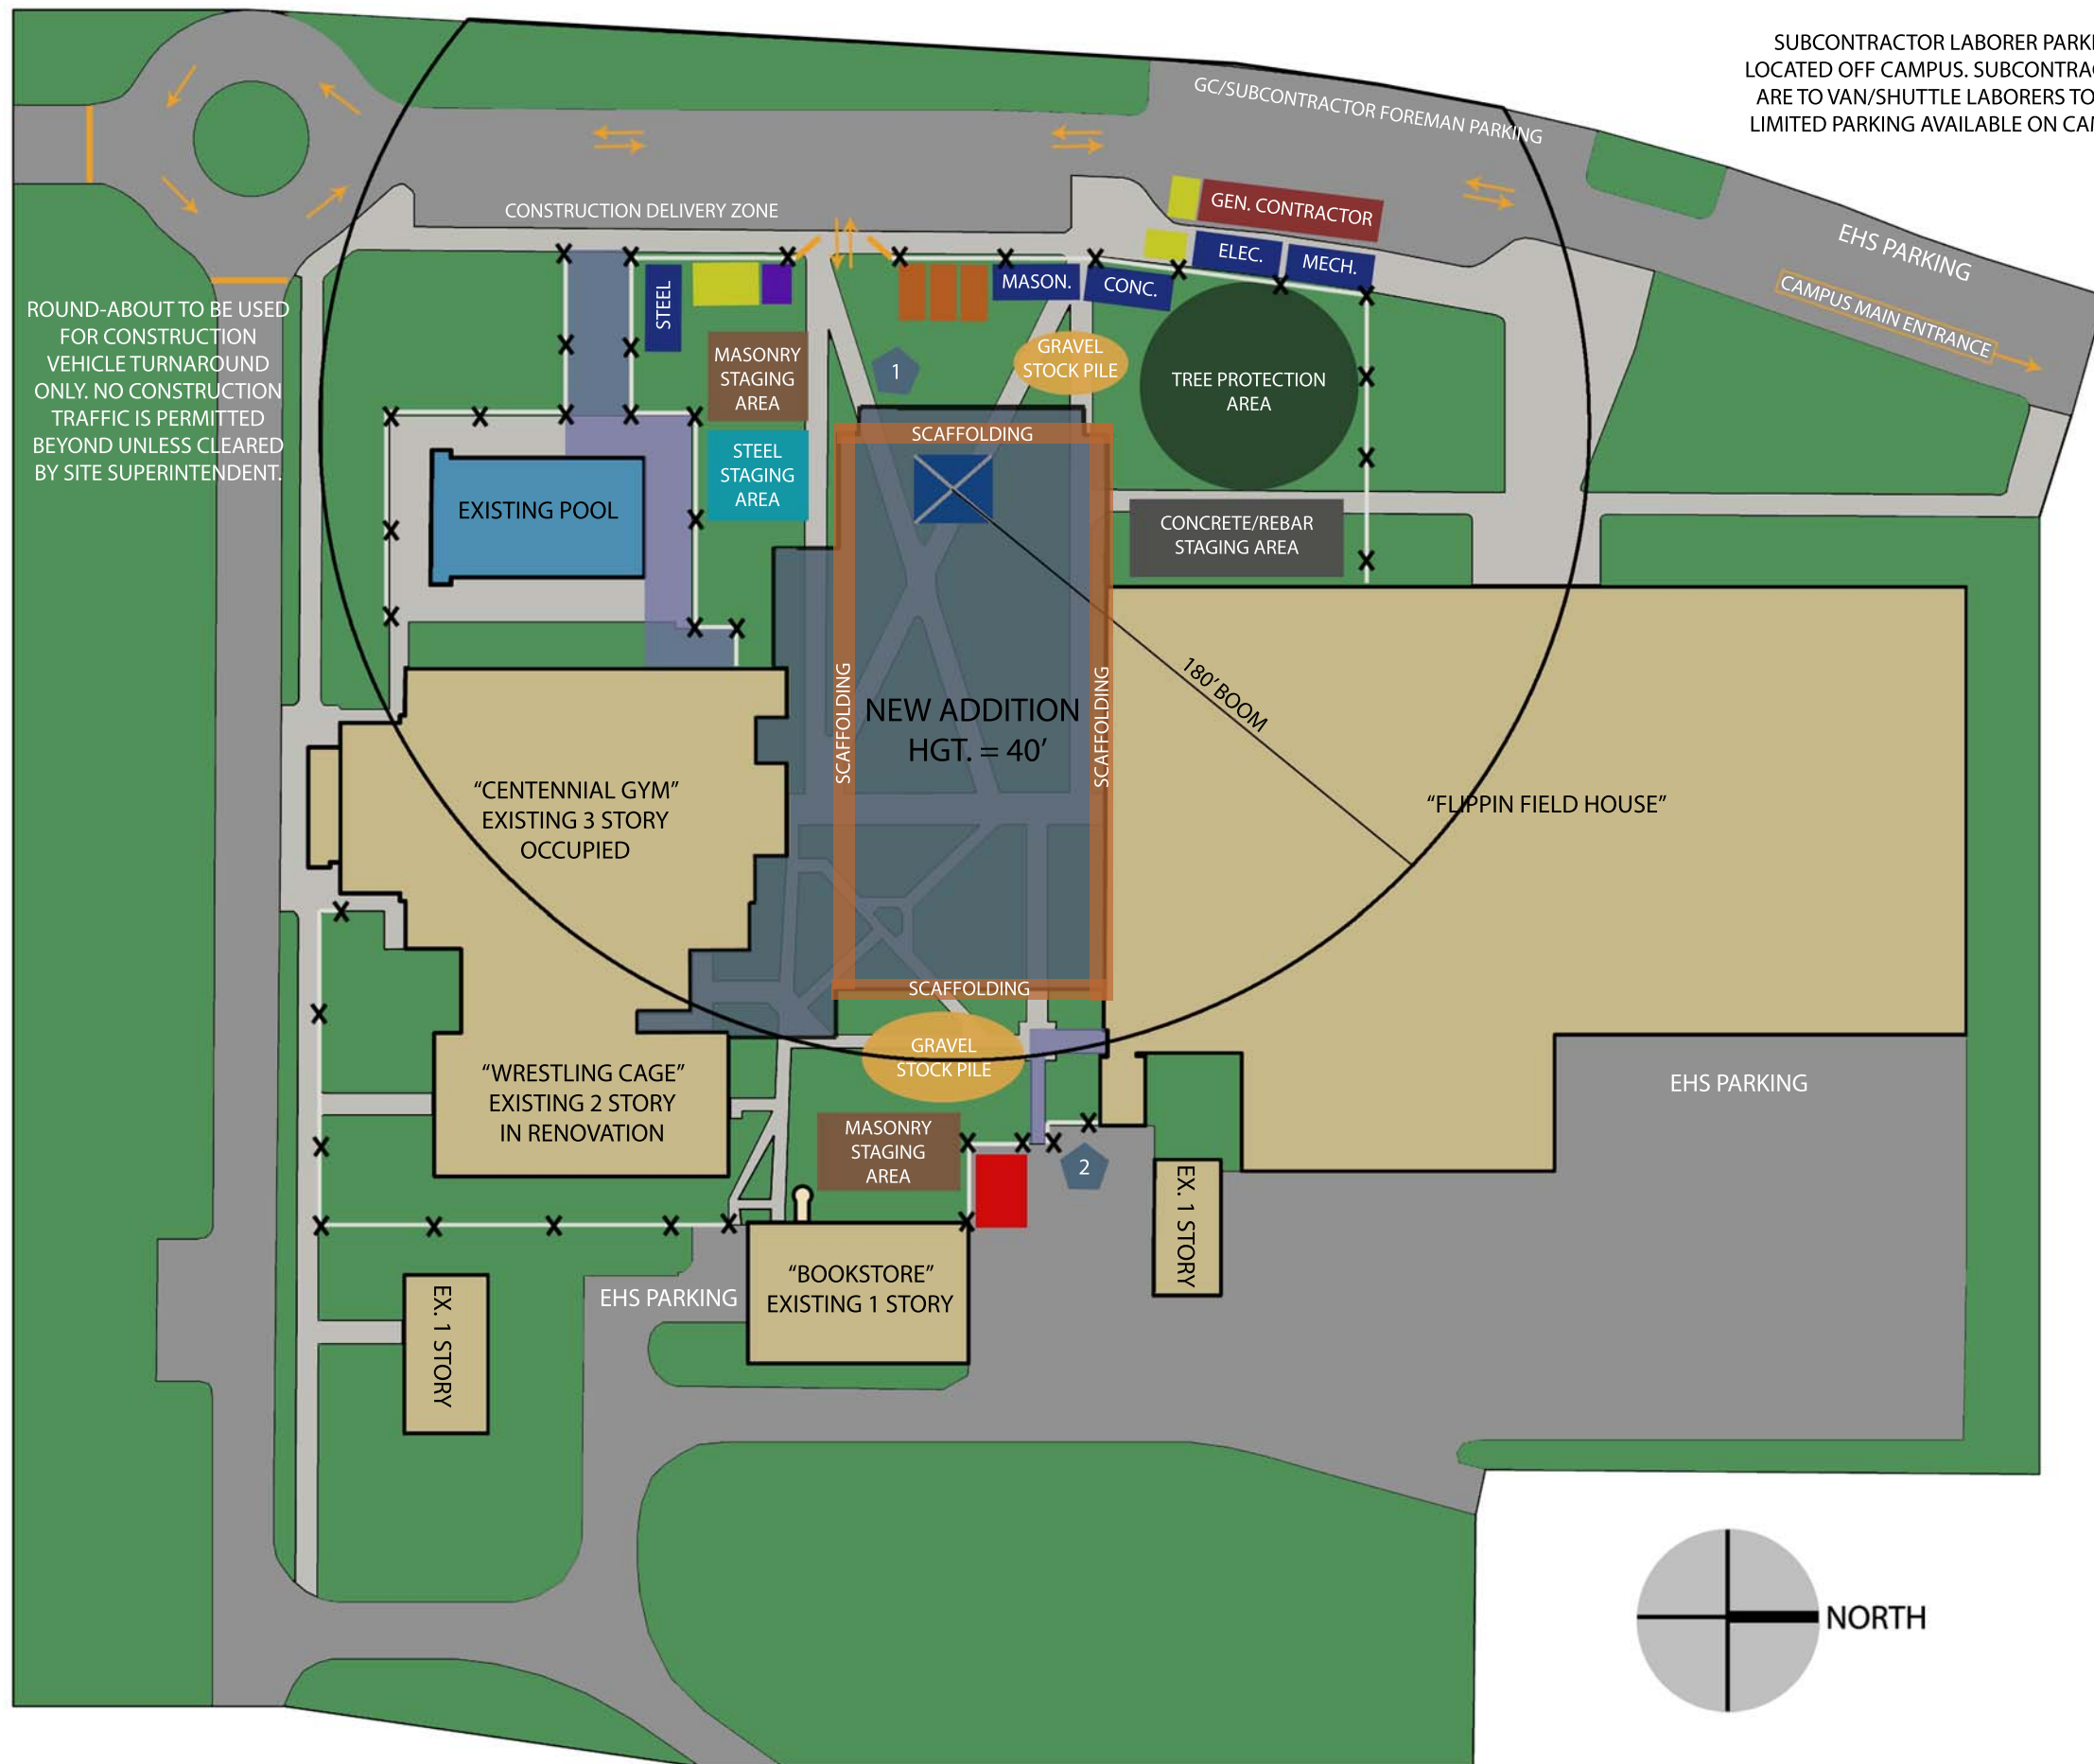 SUBCONTRACTOR LABORER
LOCATED OFF CAMPUS.
ARE TO VAN/SHUTTLE LABORERS TO
LIMITED PARKING AVAILABLE ON
GC/SUBCONTRACTOR FOREMAN PARKING
GEN. CONTRACTOR
CONSTRUCTION DELIVERY ZONE
ELEC.
MECH.
EHS PARKING
CAMPUS MAIN ENTRANCE
STEEL
MASON.
CONC.
ROUND-ABOUT TO BE USED
FOR CONSTRUCTION
VEHICLE TURNAROUND
ONLY. NO CONSTRUCTION
TRAFFIC IS PERMITTED
BEYOND UNLESS CLEARED
BY SITE SUPERINTENDENT.
MASONRY
STAGING
AREA
1
GRAVEL
STOCK PILE
TREE PROTECTION
AREA
SCAFFOLDING
STEEL
STAGING
AREA
EXISTING POOL
CONCRETE/REBAR
STAGING AREA
SCAFFOLDING
NEW ADDITION
HGT. = 40’
SCAFFOLDING
180’ BOOM
“CENTENNIAL GYM”
EXISTING 3 STORY
OCCUPIED
“FLIPPIN FIELD HOUSE”
SCAFFOLDING
GRAVEL
STOCK PILE
“WRESTLING CAGE”
EXISTING 2 STORY
IN RENOVATION
EHS PARKING
MASONRY
STAGING
AREA
2
EX. 1 STORY
“BOOKSTORE”
EXISTING 1 STORY
EHS PARKING
EX. 1 STORY
NORTH